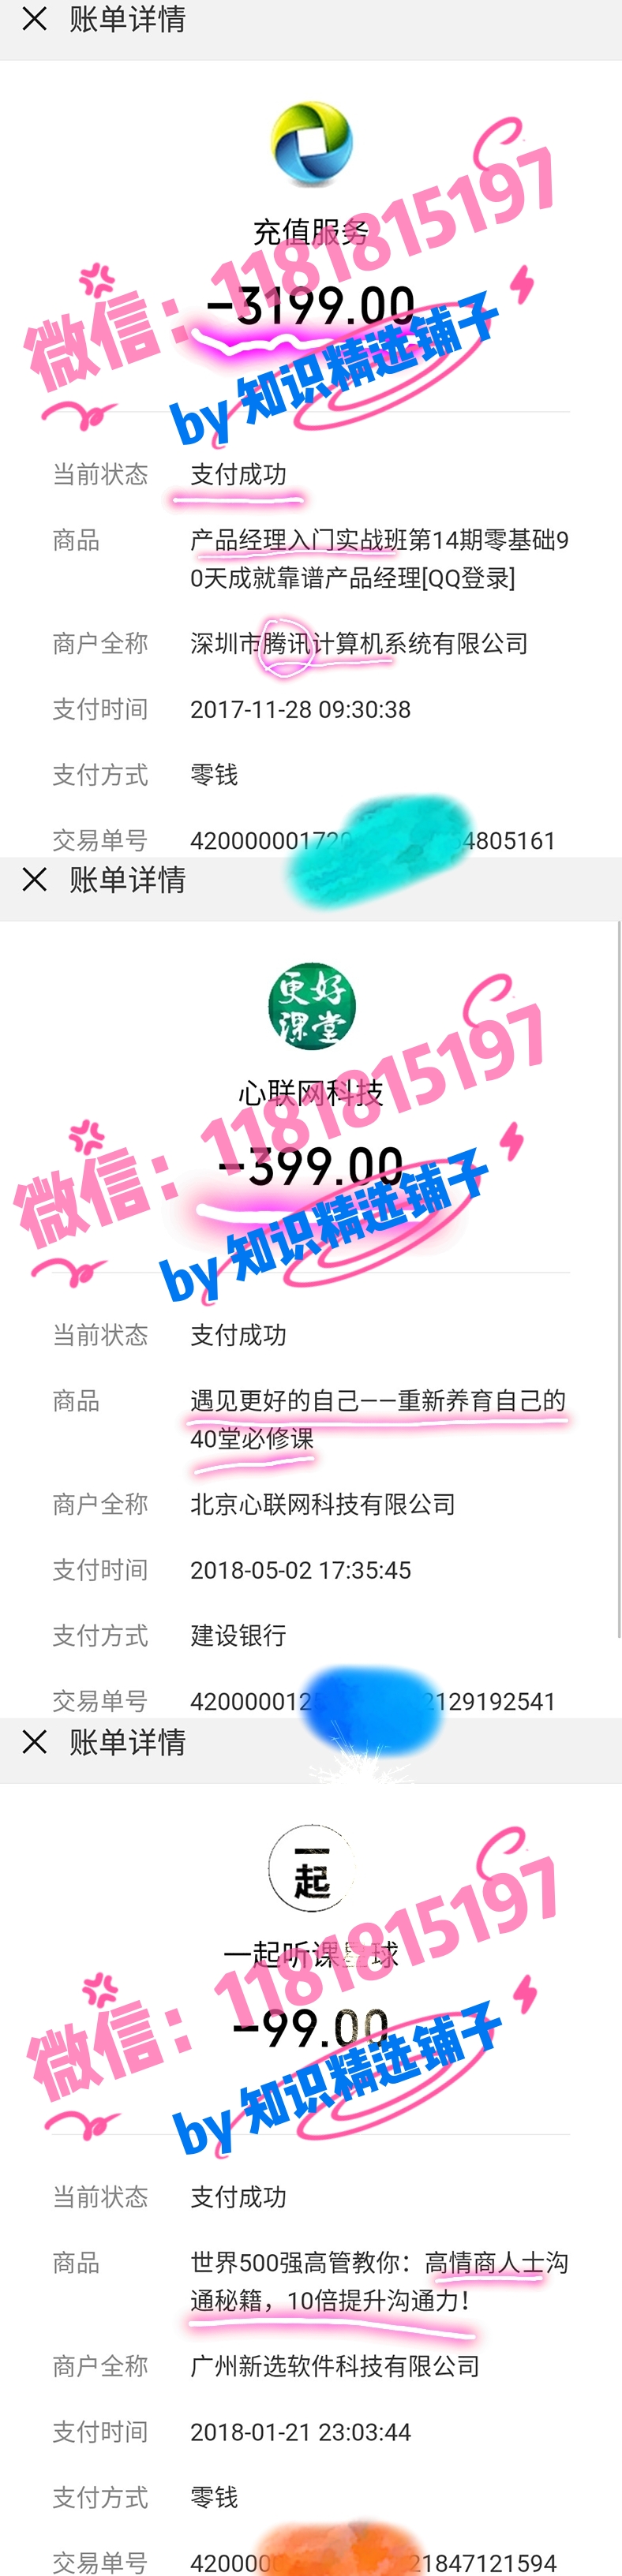 账单详情
充值服务
-3199.00
微信：1181815197
by 知识精选铺子
当前状态 支付成功
商品 产品经理入门实战班第14期零基础9
0天成就靠谱产品经理[QQ登录]
商户全称 深圳市腾讯计算机系统有限公司
支付时间 2017-11-28 09:30:38
支付方式 零钱
交易单号 42000000172 4805161
账单详情
更好
课堂
心联网科技
-399.00
微信：1181815197
by 知识精选铺子
当前状态 支付成功
商品 遇见更好的自己——重新养育自己的
40堂必修课
商户全称 北京心联网科技有限公司
支付时间 2018-05-02 17:35:45
支付方式 建设银行
交易单号 420000012 2129192541
账单详情
一
起
一起听课星球
-99.00
微信：1181815197
by 知识精选铺子
当前状态 支付成功
商品 世界500强高管教你：高情商人士沟
通秘籍，10倍提升沟通力！
商户全称 广州新选软件科技有限公司
支付时间 2018-01-21 23:03:44
支付方式 零钱
交易单号 420000 21847121594